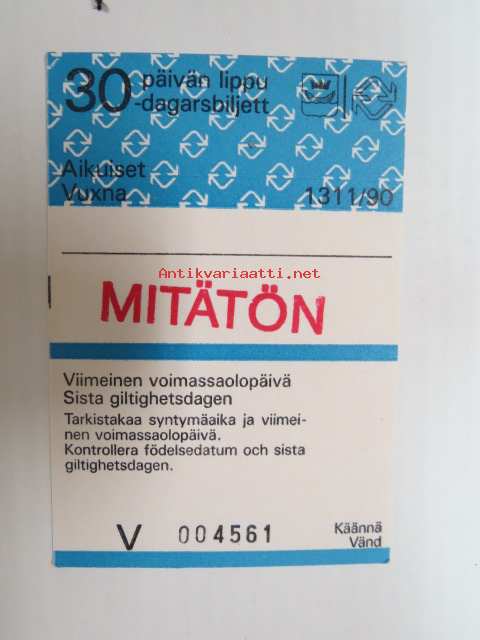 30 päivän lippu
-dagarsbiljett
Aikuiset
Vuxna 1311/90
Antikvariaatti.net
MITÄTÖN
Viimeinen voimassaolopäivä
Sista giltighetsdagen
Tarkistakaa syntymäaika ja viimei-
nen voimassaolopäivä.
Kontrollera födelsedatum och sista
giltighetsdagen.
V 004561
Käännä
Vänd